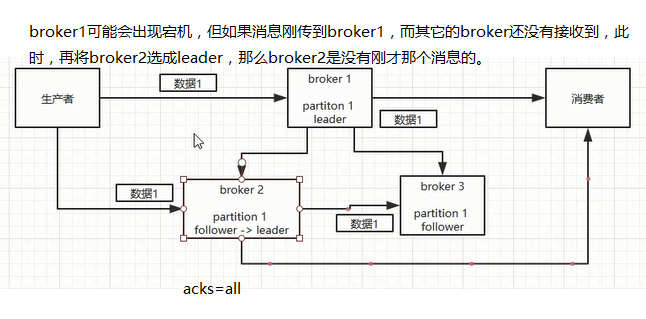 broker1可能会出现宕机，但如果消息刚传到broker1，而其它的broker还没有接收到，此
时，再将broker2选成leader，那么broker2是没有刚才那个消息的。
生产者
数据1
broker 1
partiton 1
leader
数据1
消费者
数据1
broker 2
partition 1
follower -> leader
数据1
broker 3
partition 1
follower
acks=all